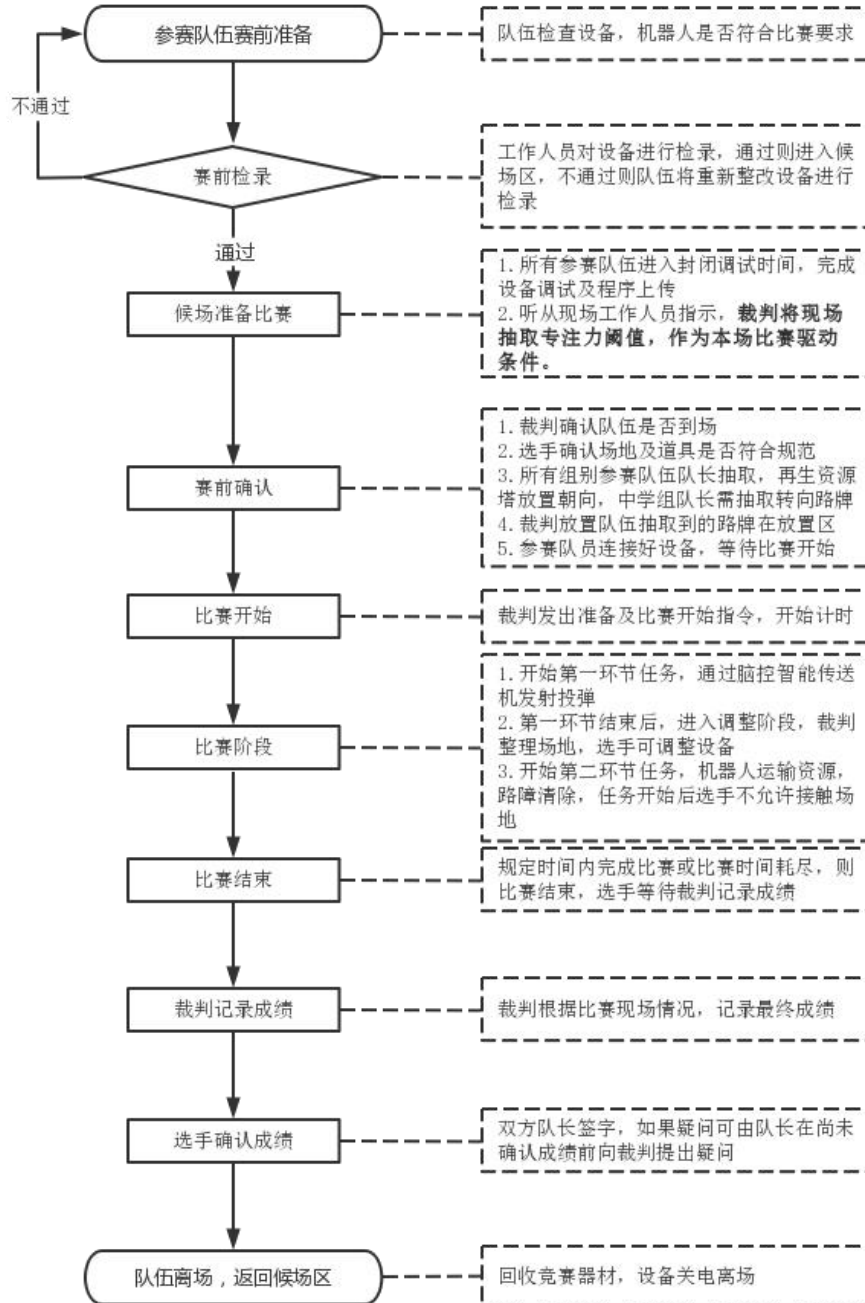 参赛队伍赛前准备
队伍检查设备，机器人是否符合比赛要求
不通过
赛前检录
工作人员对设备进行检录，通过则进入候
场区，不通过则队伍将重新整改设备进行
检录
通过
候场准备比赛
1.所有参赛队伍进入封闭调试时间，完成
设备调试及程序上传
2.听从现场工作人员指示，裁判将现场
抽取专注力阈值，作为本场比赛驱动
条件。
赛前确认
1.裁判确认队伍是否到场
2.选手确认场地及道具是否符合规范
3.所有组别参赛队伍队长抽取，再生资源
塔放置朝向，中学组队长需抽取转向路牌
4.裁判放置队伍抽取到的路牌在放置区
5.参赛队员连接好设备，等待比赛开始
比赛开始
裁判发出准备及比赛开始指令，开始计时
比赛阶段
1.开始第一环节任务，通过脑控智能传送
机发射投弹
2.第一环节结束后，进入调整阶段，裁判
整理场地，选手可调整设备
3.开始第二环节任务，机器人运输资源，
路障清除，任务开始后选手不允许接触场
地
比赛结束
规定时间内完成比赛或比赛时间耗尽，则
比赛结束，选手等待裁判记录成绩
裁判记录成绩
裁判根据比赛现场情况，记录最终成绩
选手确认成绩
双方队长签字，如果疑问可由队长在尚未
确认成绩前向裁判提出疑问
队伍离场，返回候场区
回收竞赛器材，设备关电离场